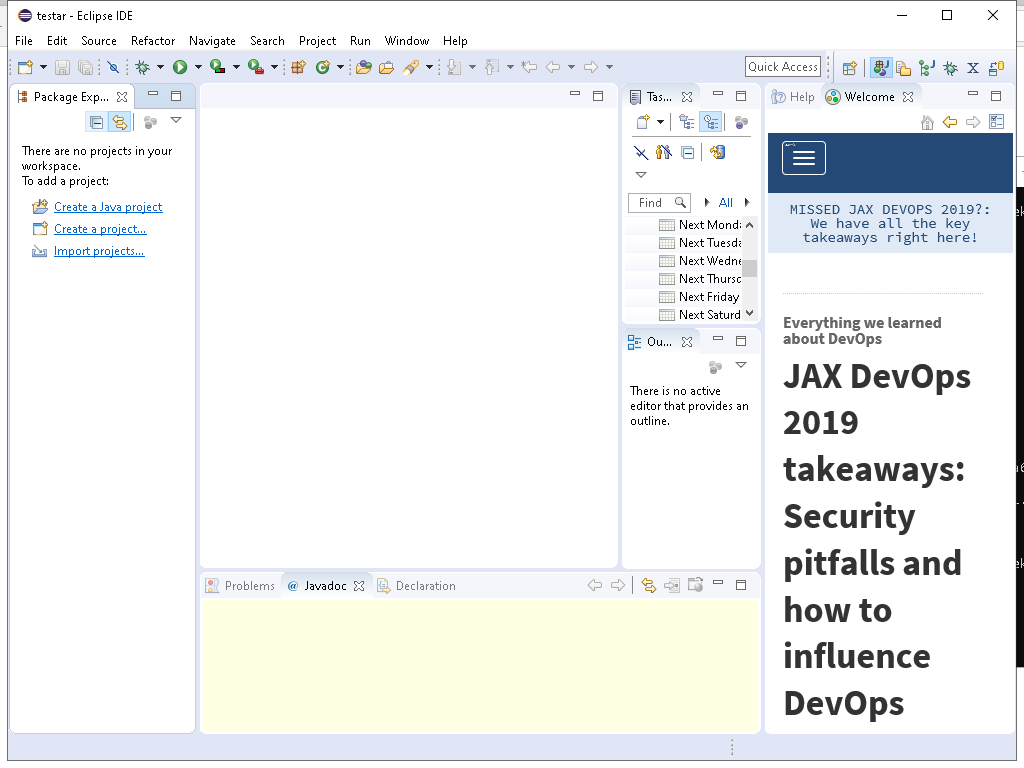 testar - Eclipse IDE
File Edit Source Refactor Navigate Search Project Run Window Help
Quick Access
Package Exp...
There are no projects in your
workspace.
To add a project:
Create a Java project
Create a project...
Import projects...
Tas...
Find All
Next Mond
Next Tuesda
Next Wedne
Next Thurs
Next Friday
Next Saturd
Ou...
There is no active
editor that provides an
outline.
Problems @ Javadoc Declaration
Help Welcome
MISSED JAX DEVOPS 2019?:
We have all the key
takeaways right here!
Everything we learned
about DevOps
JAX DevOps
2019
takeaways:
Security
pitfalls and
how to
influence
DevOps